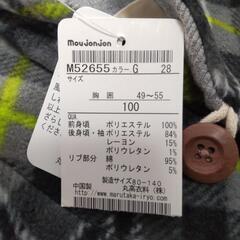 moujonjon
M52655 カラー G 28
サイズ
胸囲 49～55
100
QUA
前身頃 ポリエステル 100%
後身頃・袖 ポリエステル 84%
レーヨン 15%
ポリウレタン 1%
リブ部分 綿 95%
ポリウレタン 5%
製造サイズ80-140
中国製 丸高衣料（株）
http://www.marutaka-iryo.com/